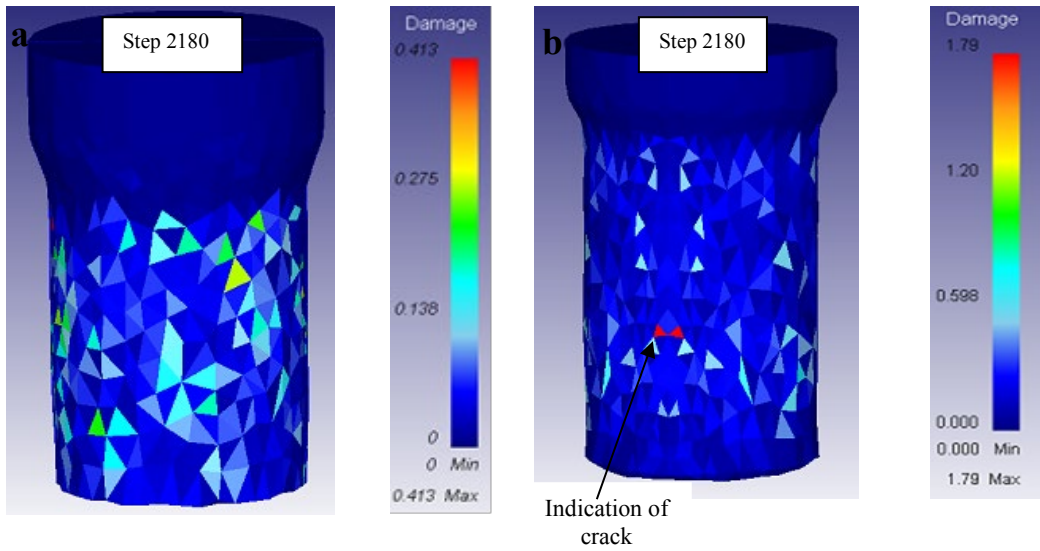 a
Step 2180
Damage
0.413
0.275
0.138
0
0 Min
0.413 Max
b
Step 2180
Damage
1.79
1.20
0.598
0.000
0.000 Min
1.79 Max
Indication of
crack